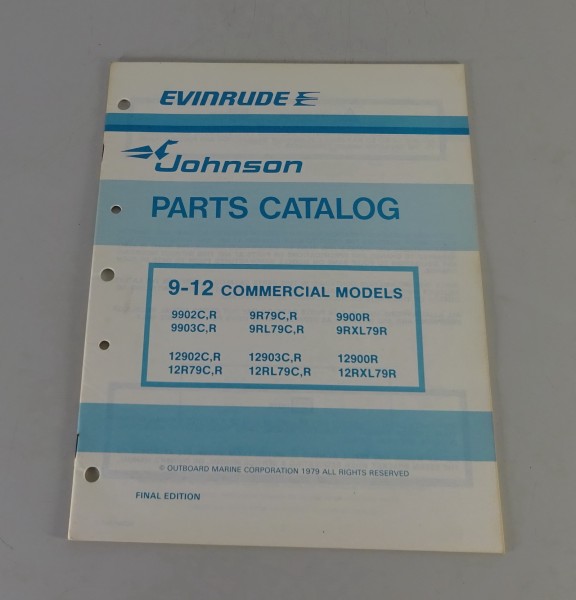 EVINRUDE
Johnson
PARTS CATALOG
9-12 COMMERCIAL MODELS
9902C,R 9R79C,R 9900R
9903C,R 9RL79C,R 9RXL79R
12902C,R 12903C,R 12900R
12R79C,R 12RL79C,R 12RXL79R
© OUTBOARD MARINE CORPORATION 1979 ALL RIGHTS RESERVED
FINAL EDITION